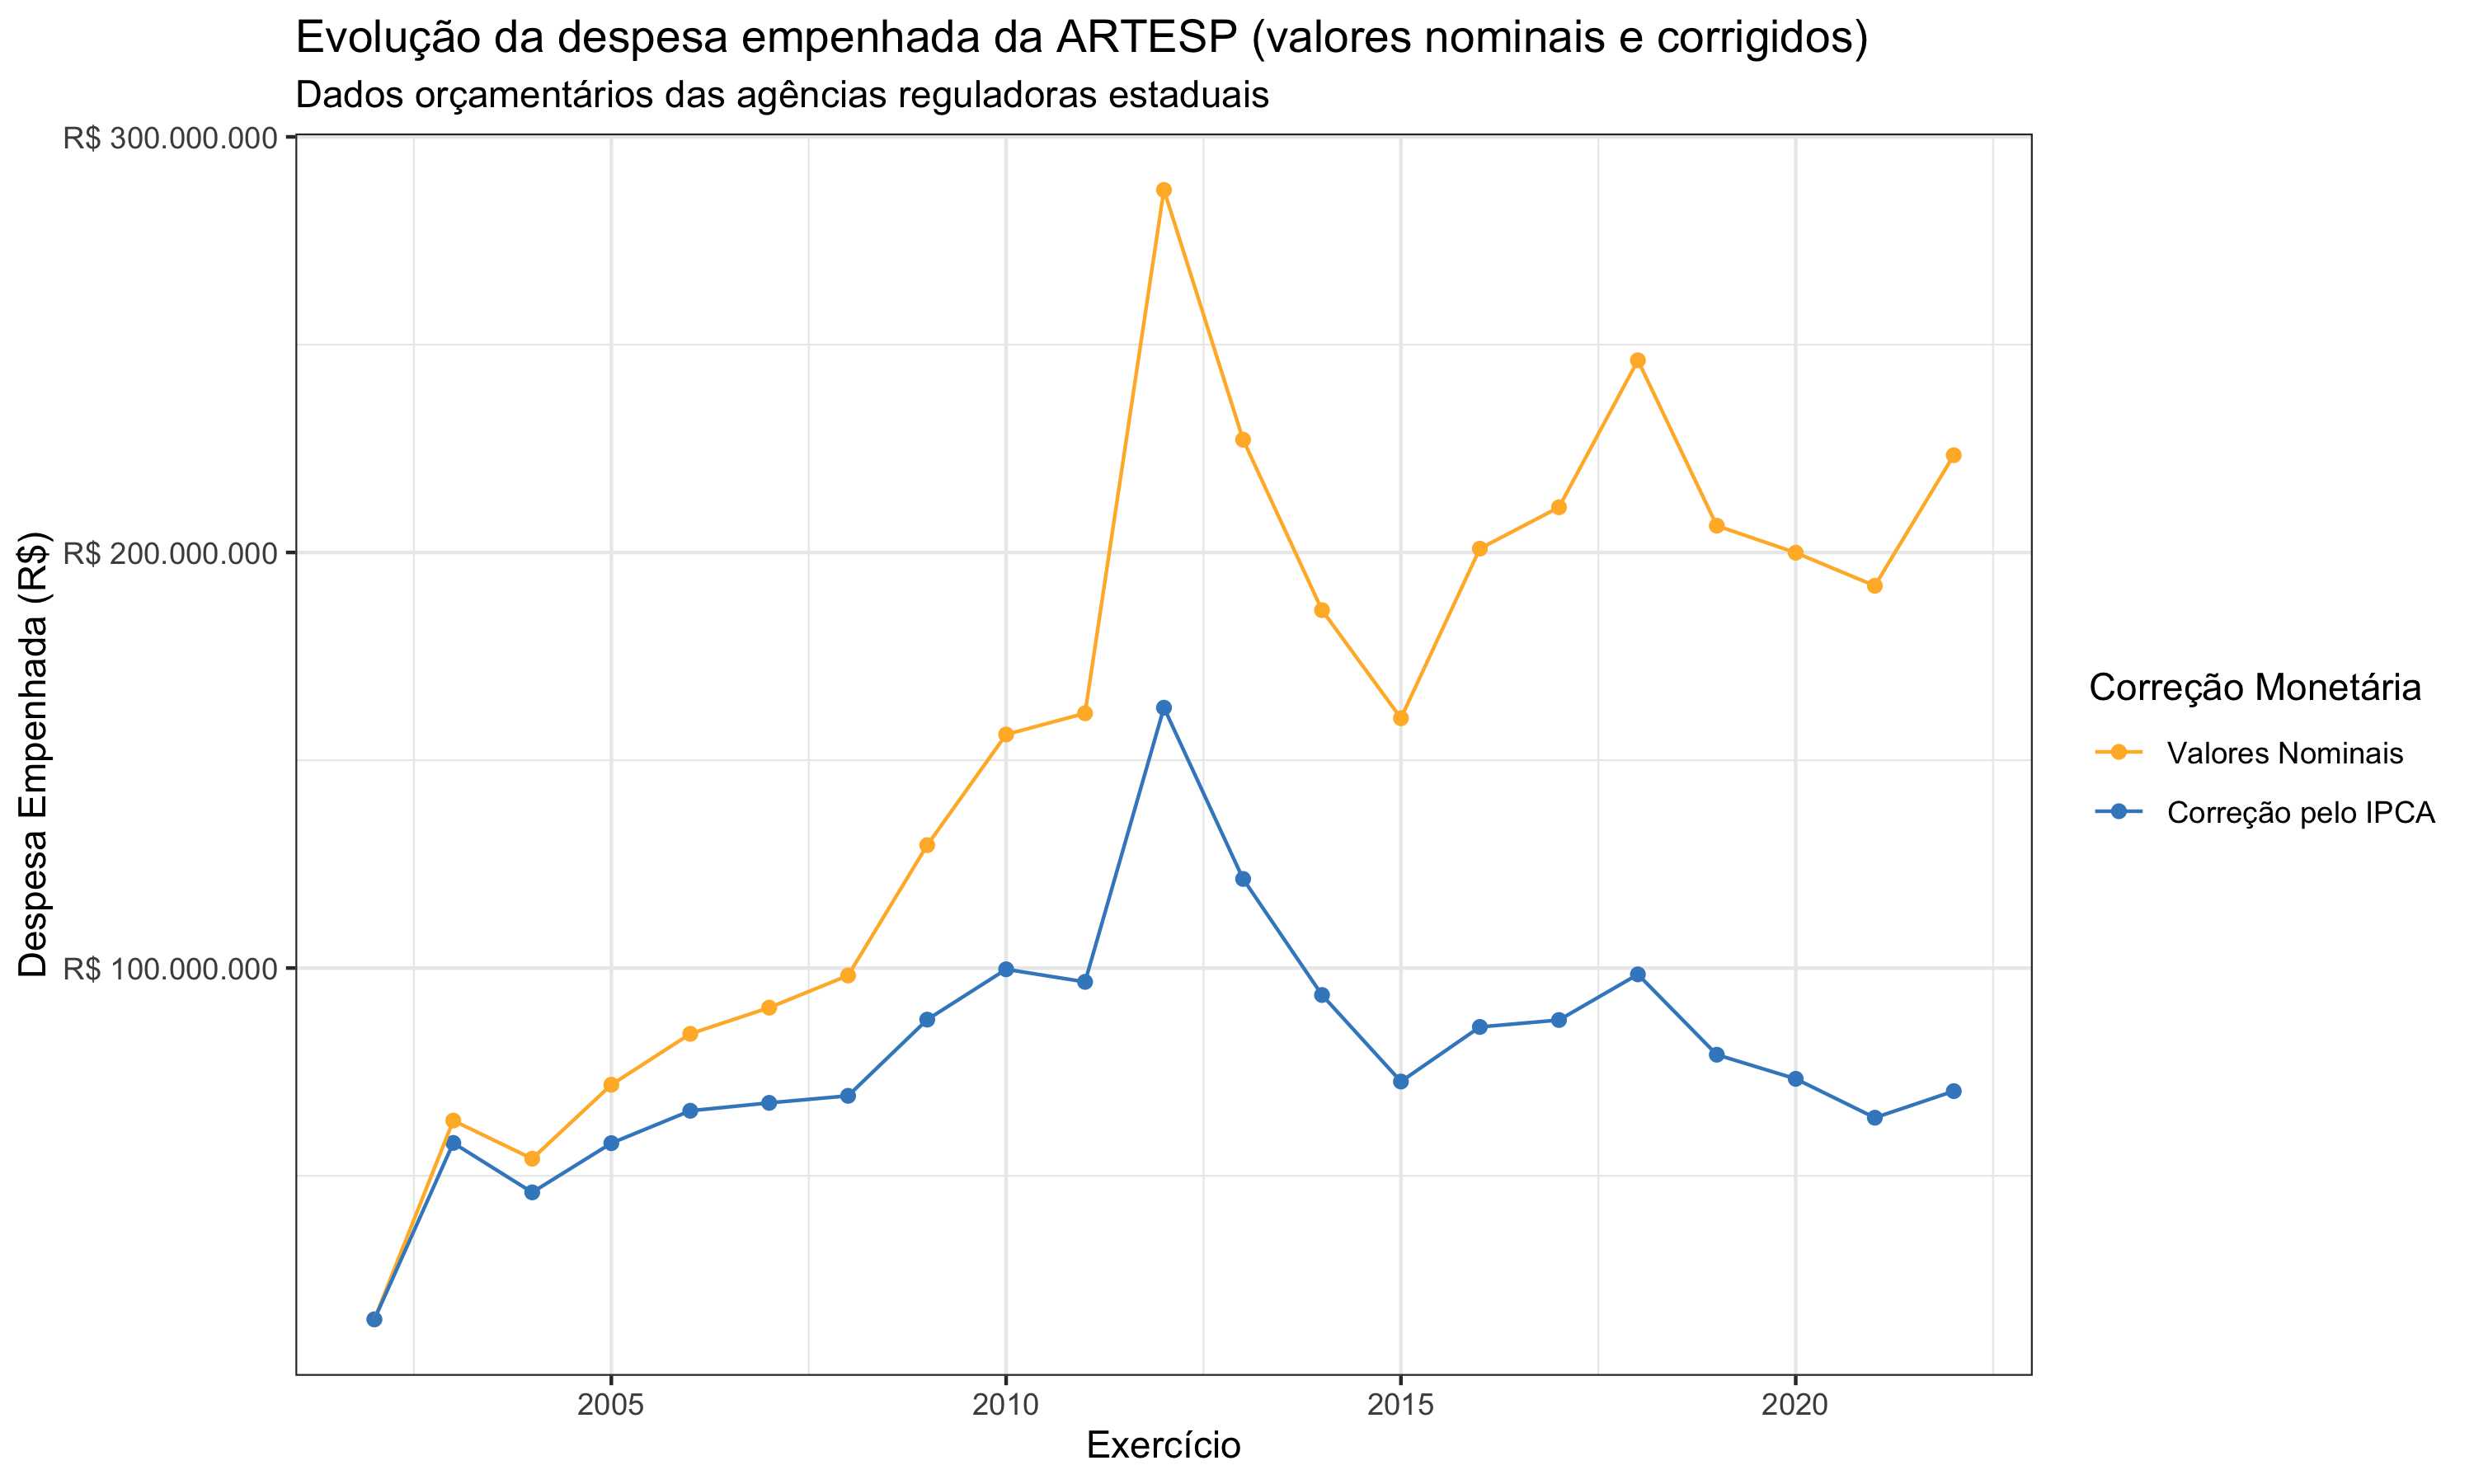 Evolução da despesa empenhada da ARTESP (valores nominais e corrigidos)
Dados orçamentários das agências reguladoras estaduais
R$ 300.000.000
R$ 200.000.000
R$ 100.000.000
Despesa Empenhada (R$)
2005
2010
2015
2020
Exercício
Correção Monetária
Valores Nominais
Correção pelo IPCA